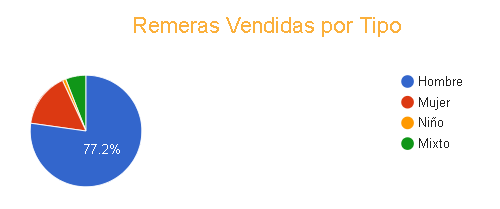 Remeras Vendidas por Tipo
Hombre
Mujer
Niño
Mixto
77.2%